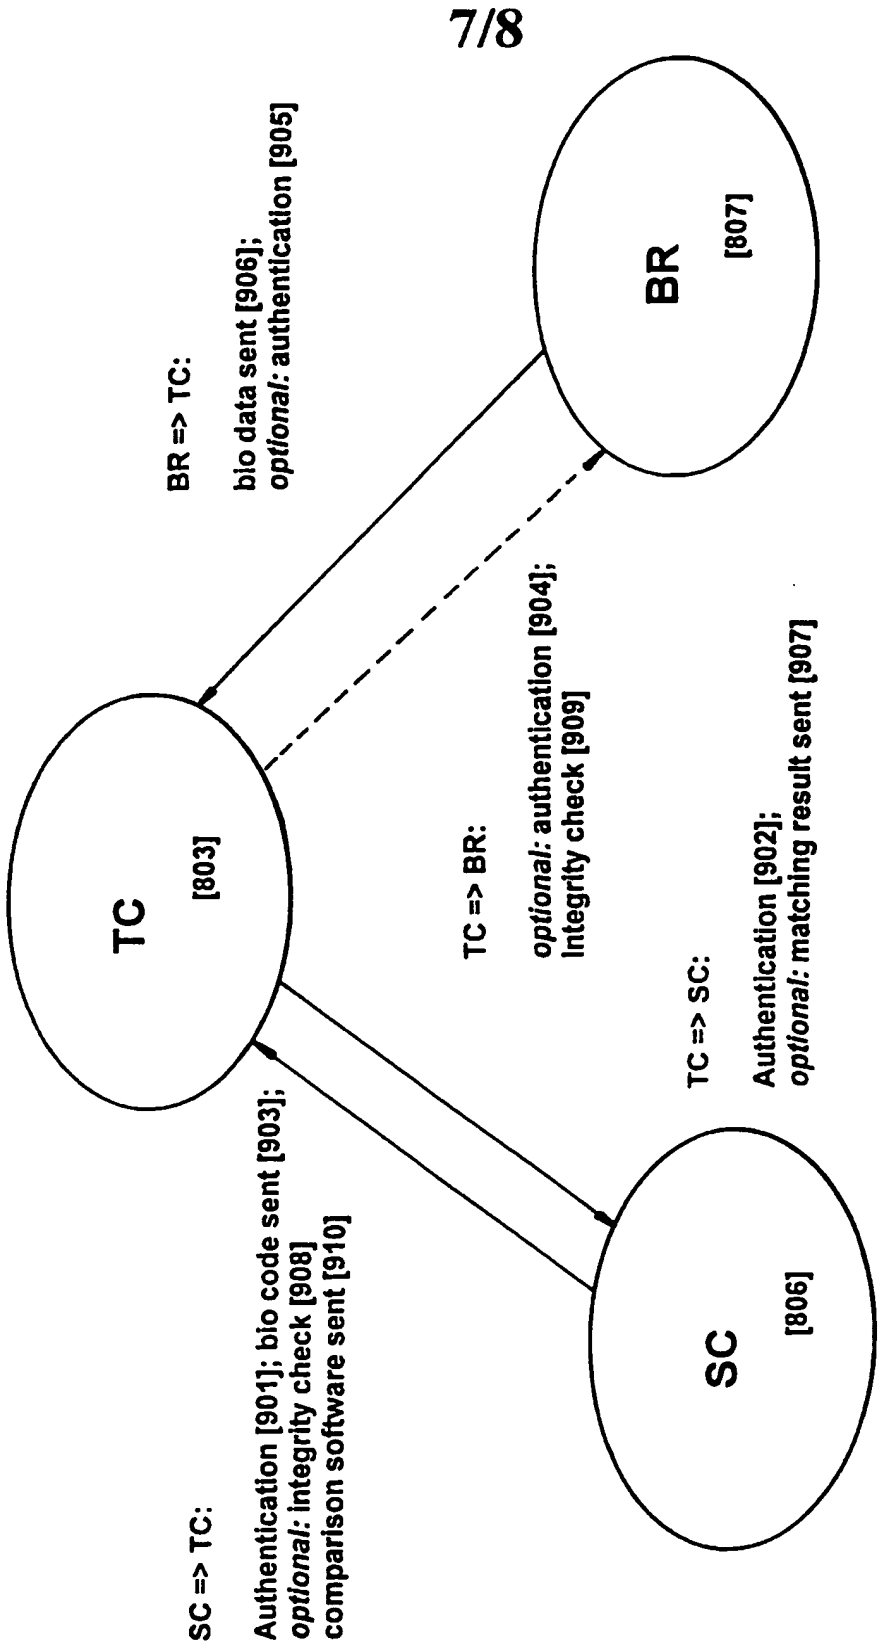 7/8
SC => TC:
Authentication [901]; bio code sent [903];
optional: integrity check [908]
comparison software sent [910]
TC
[803]
BR => TC:
bio data sent [906];
optional: authentication [905]
TC => BR:
optional: authentication [904];
Integrity check [909]
SC
[806]
TC => SC:
Authentication [902];
optional: matching result sent [907]
BR
[807]